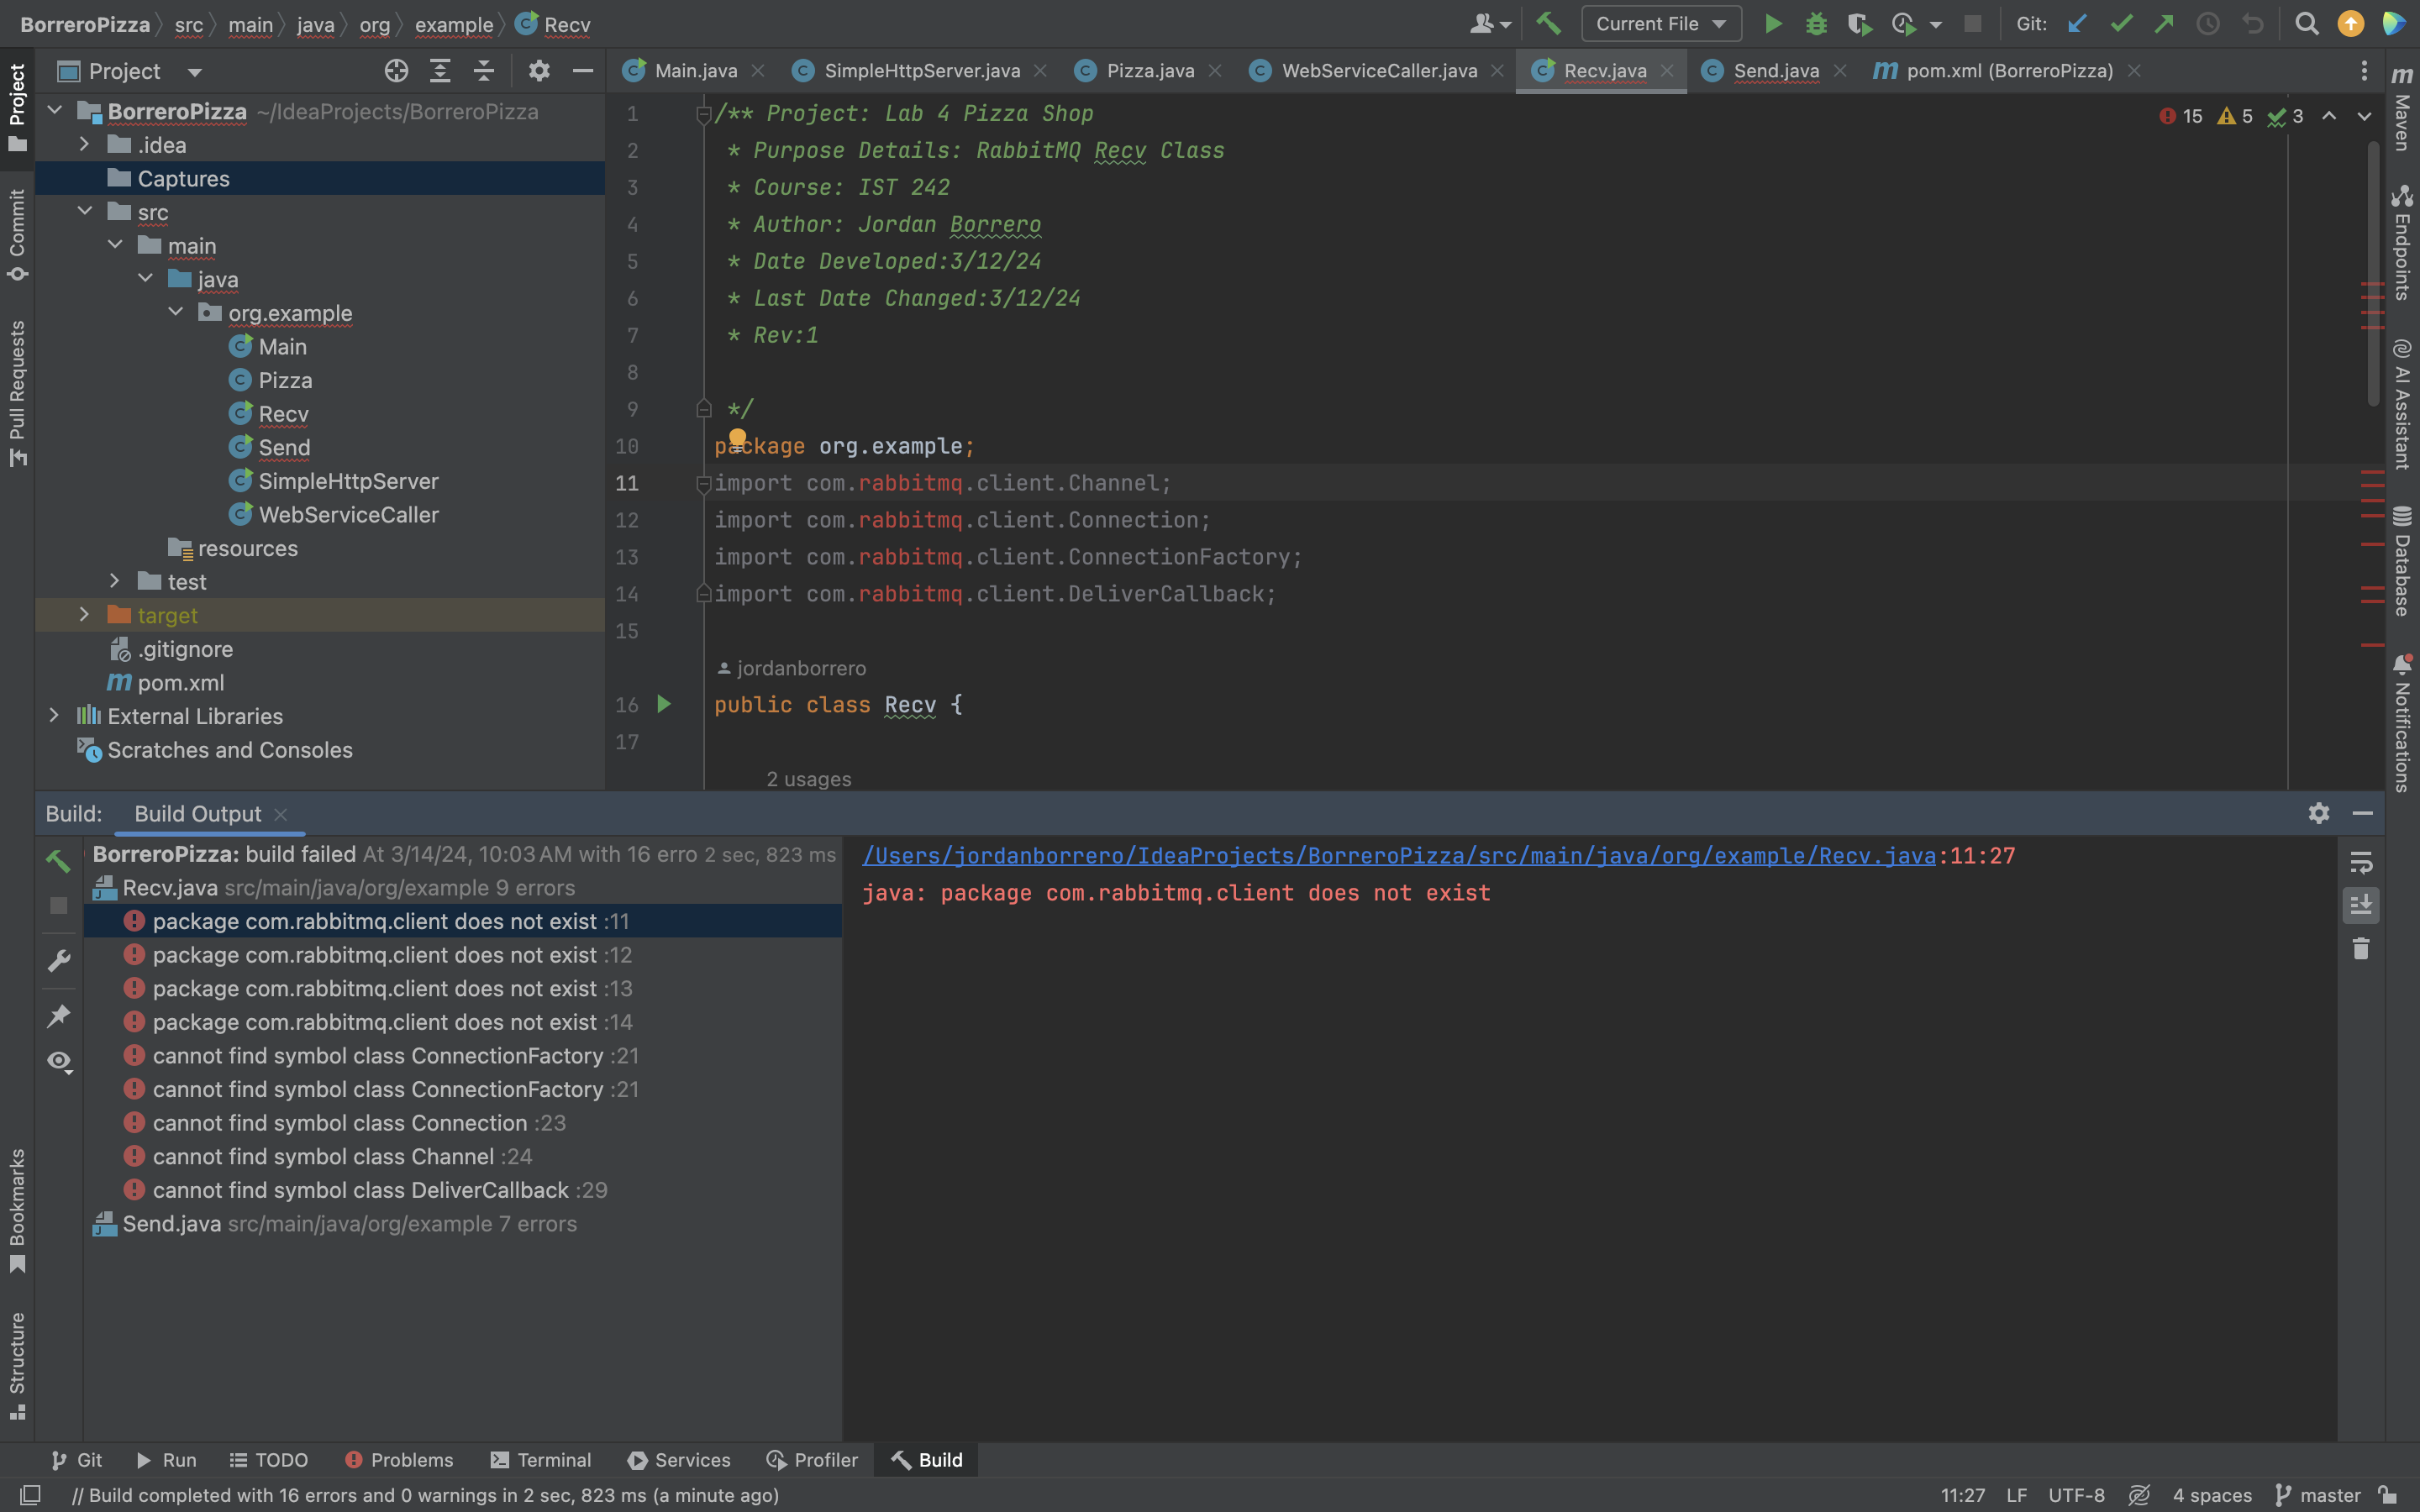 BorreroPizza src main java org example Recv
Current File
Git:
Project
Main.java
SimpleHttpServer.java
Pizza.java
WebServiceCaller.java
Recv.java
Send.java
pom.xml (BorreroPizza)
Project
Commit
Pull Requests
Bookmarks
Structure
BorreroPizza ~/IdeaProjects/BorreroPizza
.idea
Captures
src
main
java
org.example
Main
Pizza
Recv
Send
SimpleHttpServer
WebServiceCaller
resources
test
target
.gitignore
pom.xml
External Libraries
Scratches and Consoles
15 5 3
1 /** Project: Lab 4 Pizza Shop
2 * Purpose Details: RabbitMQ Recv Class
3 * Course: IST 242
4 * Author: Jordan Borrero
5 * Date Developed:3/12/24
6 * Last Date Changed:3/12/24
7 * Rev:1
8
9 */
10 package org.example;
11 import com.rabbitmq.client.Channel;
12 import com.rabbitmq.client.Connection;
13 import com.rabbitmq.client.ConnectionFactory;
14 import com.rabbitmq.client.DeliverCallback;
15
jordanborrero
16 public class Recv {
17
2 usages
Maven
Endpoints
AI Assistant
Database
Notifications
Build: Build Output
BorreroPizza: build failed At 3/14/24, 10:03 AM with 16 erro 2 sec, 823 ms
Recv.java src/main/java/org/example 9 errors
package com.rabbitmq.client does not exist :11
package com.rabbitmq.client does not exist :12
package com.rabbitmq.client does not exist :13
package com.rabbitmq.client does not exist :14
cannot find symbol class ConnectionFactory :21
cannot find symbol class ConnectionFactory :21
cannot find symbol class Connection :23
cannot find symbol class Channel :24
cannot find symbol class DeliverCallback :29
Send.java src/main/java/org/example 7 errors
/Users/jordanborrero/IdeaProjects/BorreroPizza/src/main/java/org/example/Recv.java:11:27
java: package com.rabbitmq.client does not exist
Git Run TODO Problems Terminal Services Profiler Build
// Build completed with 16 errors and 0 warnings in 2 sec, 823 ms (a minute ago)
11:27 LF UTF-8 4 spaces master